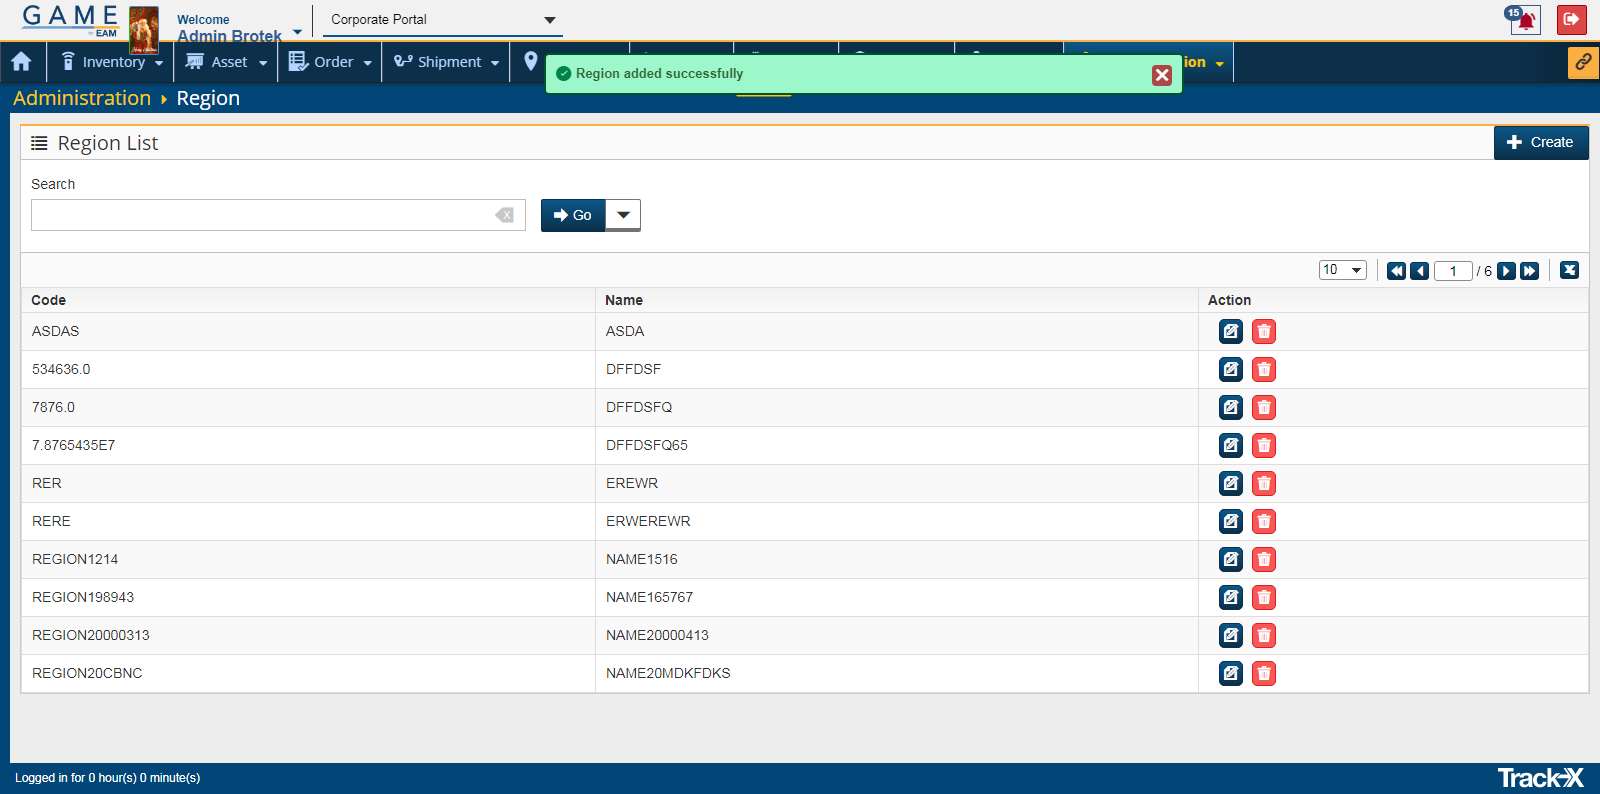 GAME
by EAM
Welcome
Admin Brotek
Corporate Portal
15
Inventory
Asset
Order
Shipment
ion
Region added successfully
Administration
Region
Region List
Create
Search
Go
10
1
/ 6
Code Name Action
ASDAS ASDA
534636.0 DFFDSF
7876.0 DFFDSFQ
7.8765435E7 DFFDSFQ65
RER EREWR
RERE ERWEREWR
REGION1214 NAME1516
REGION198943 NAME165767
REGION20000313 NAME20000413
REGION20CBNC NAME20MDKFDKS
Logged in for 0 hour(s) 0 minute(s)
Track-X